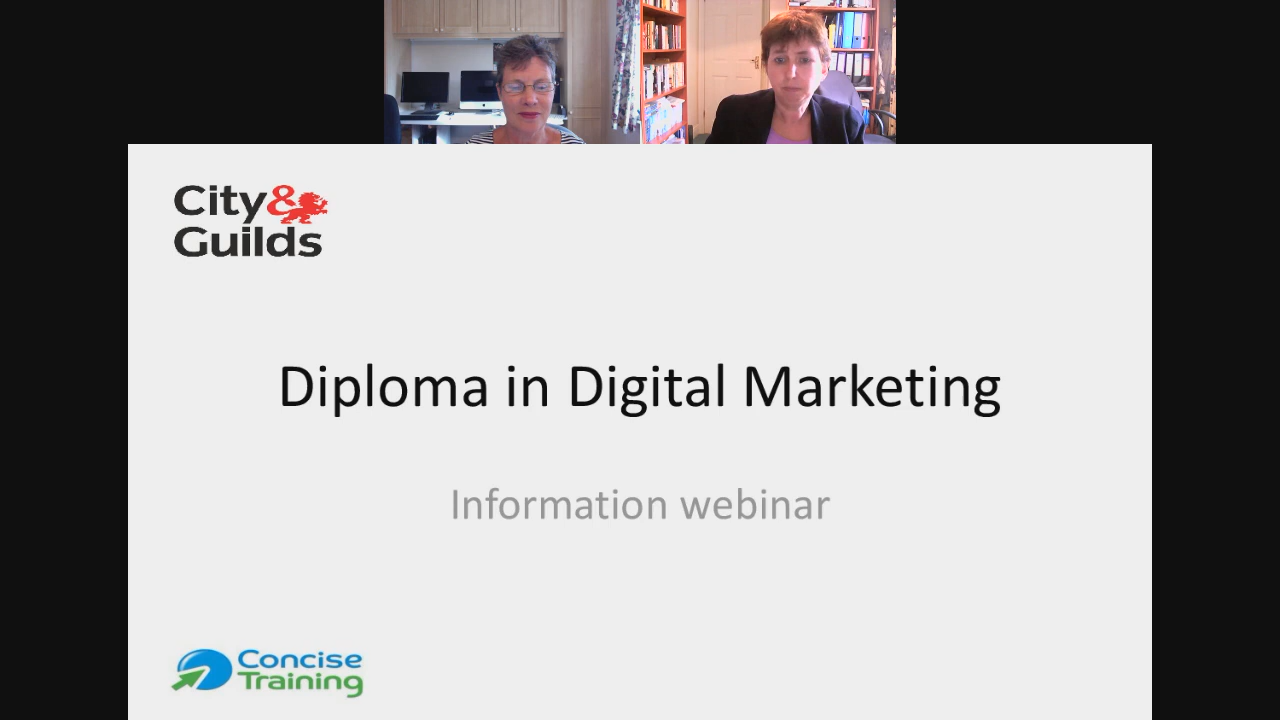 City&
Guilds
Diploma in Digital Marketing
Information webinar
Concise
Training